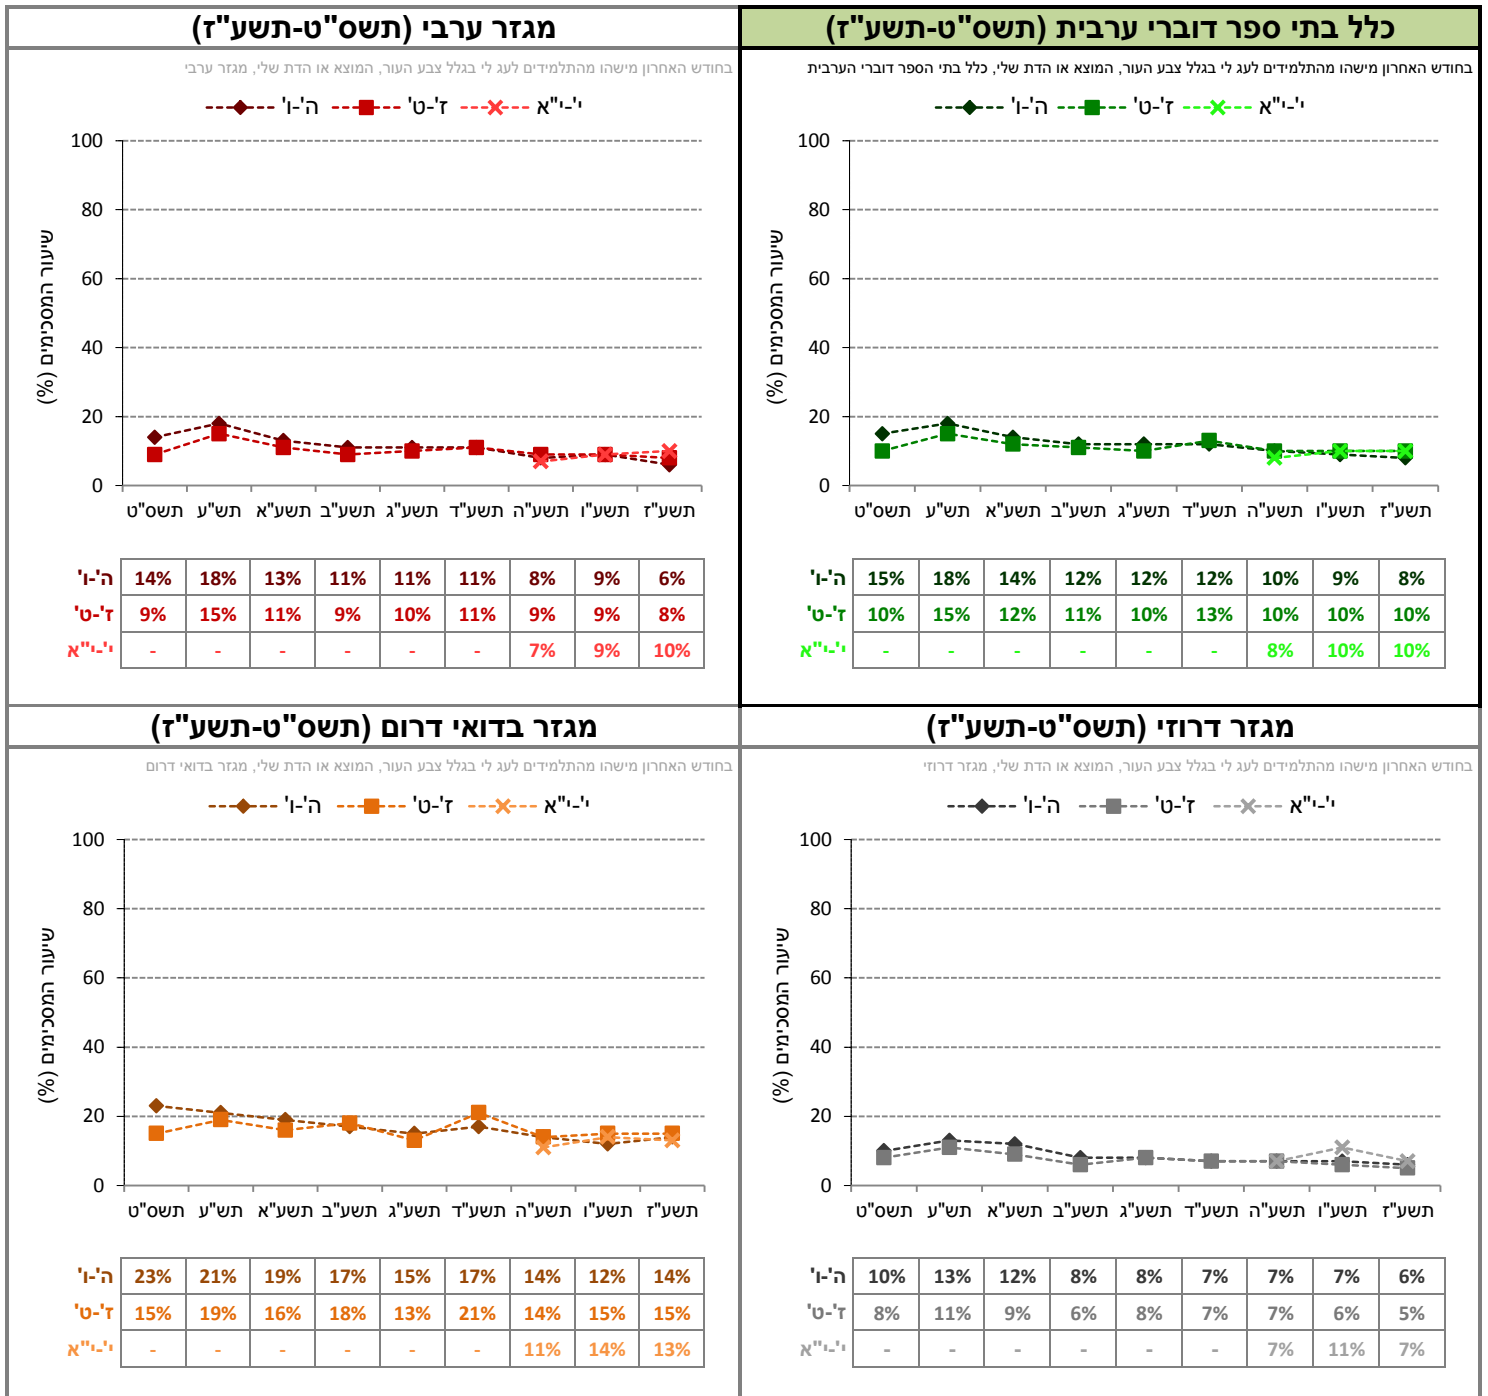 כלל בתי ספר דוברי ערבית (תשס"ט-תשע"ז)
בחודש האחרון מישהו מהתלמידים לעג לי בגלל צבע העור, המוצא או הדת שלי, כלל בתי הספר דוברי הערבית
ה'-ו' ז'-ט' י'-י"א
שיעור המסכימים (%)
100
80
60
40
20
0
תשס"ט תש"ע תשע"א תשע"ב תשע"ג תשע"ד תשע"ה תשע"ו תשע"ז
ה'-ו' 15% 18% 14% 12% 12% 12% 10% 9% 8%
ז'-ט' 10% 15% 12% 11% 10% 13% 10% 10% 10%
י'-י"א - - - - - - 8% 10% 10%
מגזר ערבי (תשס"ט-תשע"ז)
בחודש האחרון מישהו מהתלמידים לעג לי בגלל צבע העור, המוצא או הדת שלי, מגזר ערבי
ה'-ו' ז'-ט' י'-י"א
שיעור המסכימים (%)
100
80
60
40
20
0
תשס"ט תש"ע תשע"א תשע"ב תשע"ג תשע"ד תשע"ה תשע"ו תשע"ז
ה'-ו' 14% 18% 13% 11% 11% 11% 8% 9% 6%
ז'-ט' 9% 15% 11% 9% 10% 11% 9% 9% 8%
י'-י"א - - - - - - 7% 9% 10%
מגזר דרוזי (תשס"ט-תשע"ז)
בחודש האחרון מישהו מהתלמידים לעג לי בגלל צבע העור, המוצא או הדת שלי, מגזר דרוזי
ה'-ו' ז'-ט' י'-י"א
שיעור המסכימים (%)
100
80
60
40
20
0
תשס"ט תש"ע תשע"א תשע"ב תשע"ג תשע"ד תשע"ה תשע"ו תשע"ז
ה'-ו' 10% 13% 12% 8% 8% 7% 7% 7% 6%
ז'-ט' 8% 11% 9% 6% 8% 7% 7% 6% 5%
י'-י"א - - - - - - 7% 11% 7%
מגזר בדואי דרום (תשס"ט-תשע"ז)
בחודש האחרון מישהו מהתלמידים לעג לי בגלל צבע העור, המוצא או הדת שלי, מגזר בדואי דרום
ה'-ו' ז'-ט' י'-י"א
שיעור המסכימים (%)
100
80
60
40
20
0
תשס"ט תש"ע תשע"א תשע"ב תשע"ג תשע"ד תשע"ה תשע"ו תשע"ז
ה'-ו' 23% 21% 19% 17% 15% 17% 14% 12% 14%
ז'-ט' 15% 19% 16% 18% 13% 21% 14% 15% 15%
י'-י"א - - - - - - 11% 14% 13%